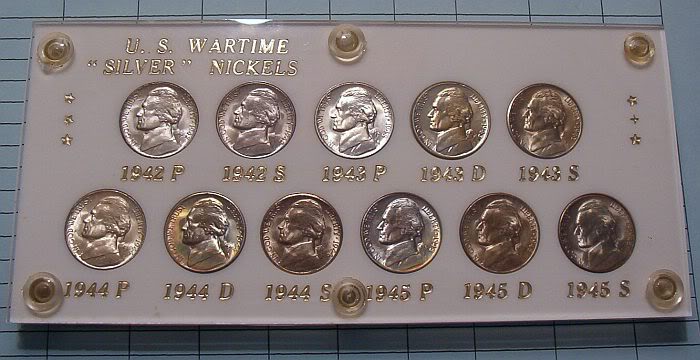 U. S. WARTIME
"SILVER" NICKELS
1942 P 1942 S 1943 P 1943 D 1943 S
1944 P 1944 D 1944 S 1945 P 1945 D 1945 S